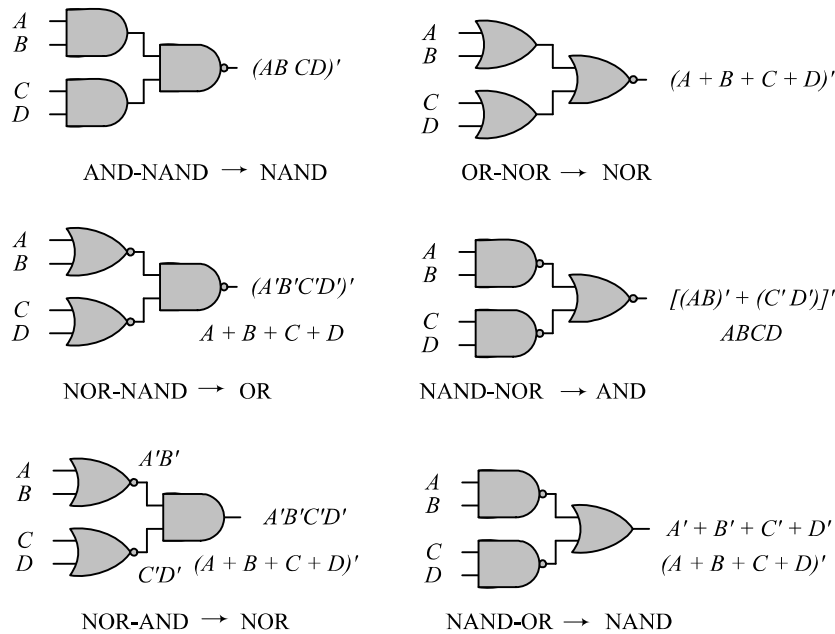 A
B
C
D
(AB CD)′
AND-NAND → NAND
A
B
C
D
(A + B + C + D)′
OR-NOR → NOR
A
B
C
D
(A′B′C′D′)′
A + B + C + D
NOR-NAND → OR
A
B
C
D
[(AB)′ + (C′ D′)]′
ABCD
NAND-NOR → AND
A
B
C
D
A′B′
C′D′
A′B′C′D′
(A + B + C + D)′
NOR-AND → NOR
A
B
C
D
A′ + B′ + C′ + D′
(A + B + C + D)′
NAND-OR → NAND